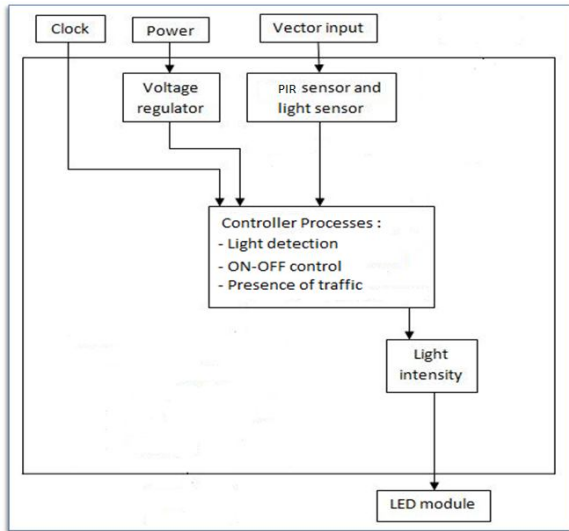 Clock
Power
Vector input
Voltage
regulator
PIR sensor and
light sensor
Controller Processes :
- Light detection
- ON-OFF control
- Presence of traffic
Light
intensity
LED module